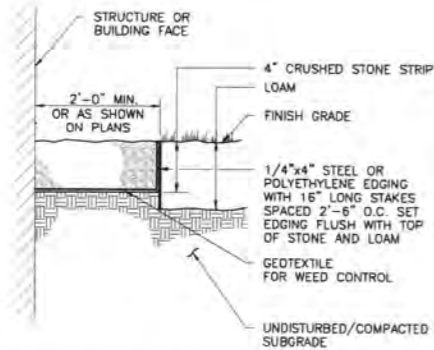 STRUCTURE OR
BUILDING FACE
2'-0" MIN.
OR AS SHOWN
ON PLANS
4" CRUSHED STONE STRIP
LOAM
FINISH GRADE
1/4"x4" STEEL OR
POLYETHYLENE EDGING
WITH 16" LONG STAKES
SPACED 2'-6" O.C. SET
EDGING FLUSH WITH TOP
OF STONE AND LOAM
GEOTEXTILE
FOR WEED CONTROL
UNDISTURBED/COMPACTED
SUBGRADE